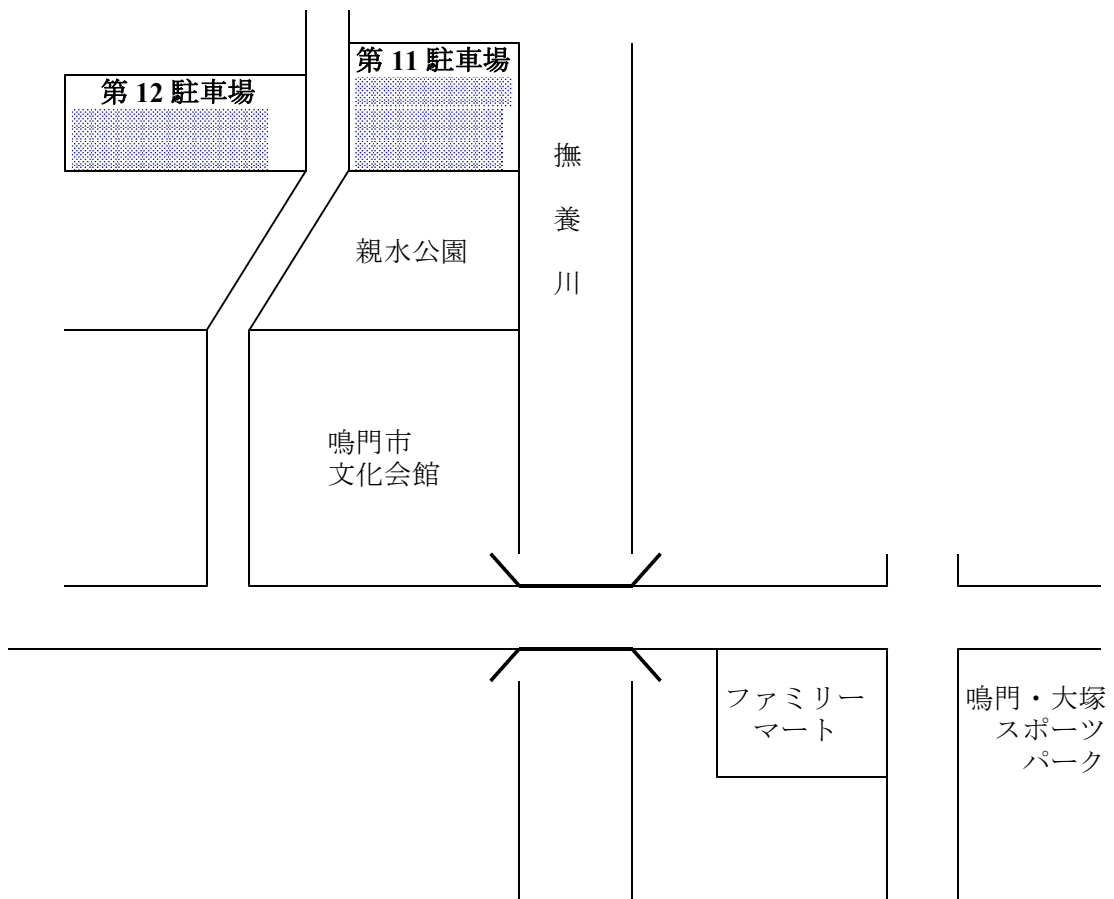 第 11 駐車場
第 12 駐車場
撫養川
親水公園
鳴門市
文化会館
ファミリー
マート
鳴門・大塚
スポーツ
パーク